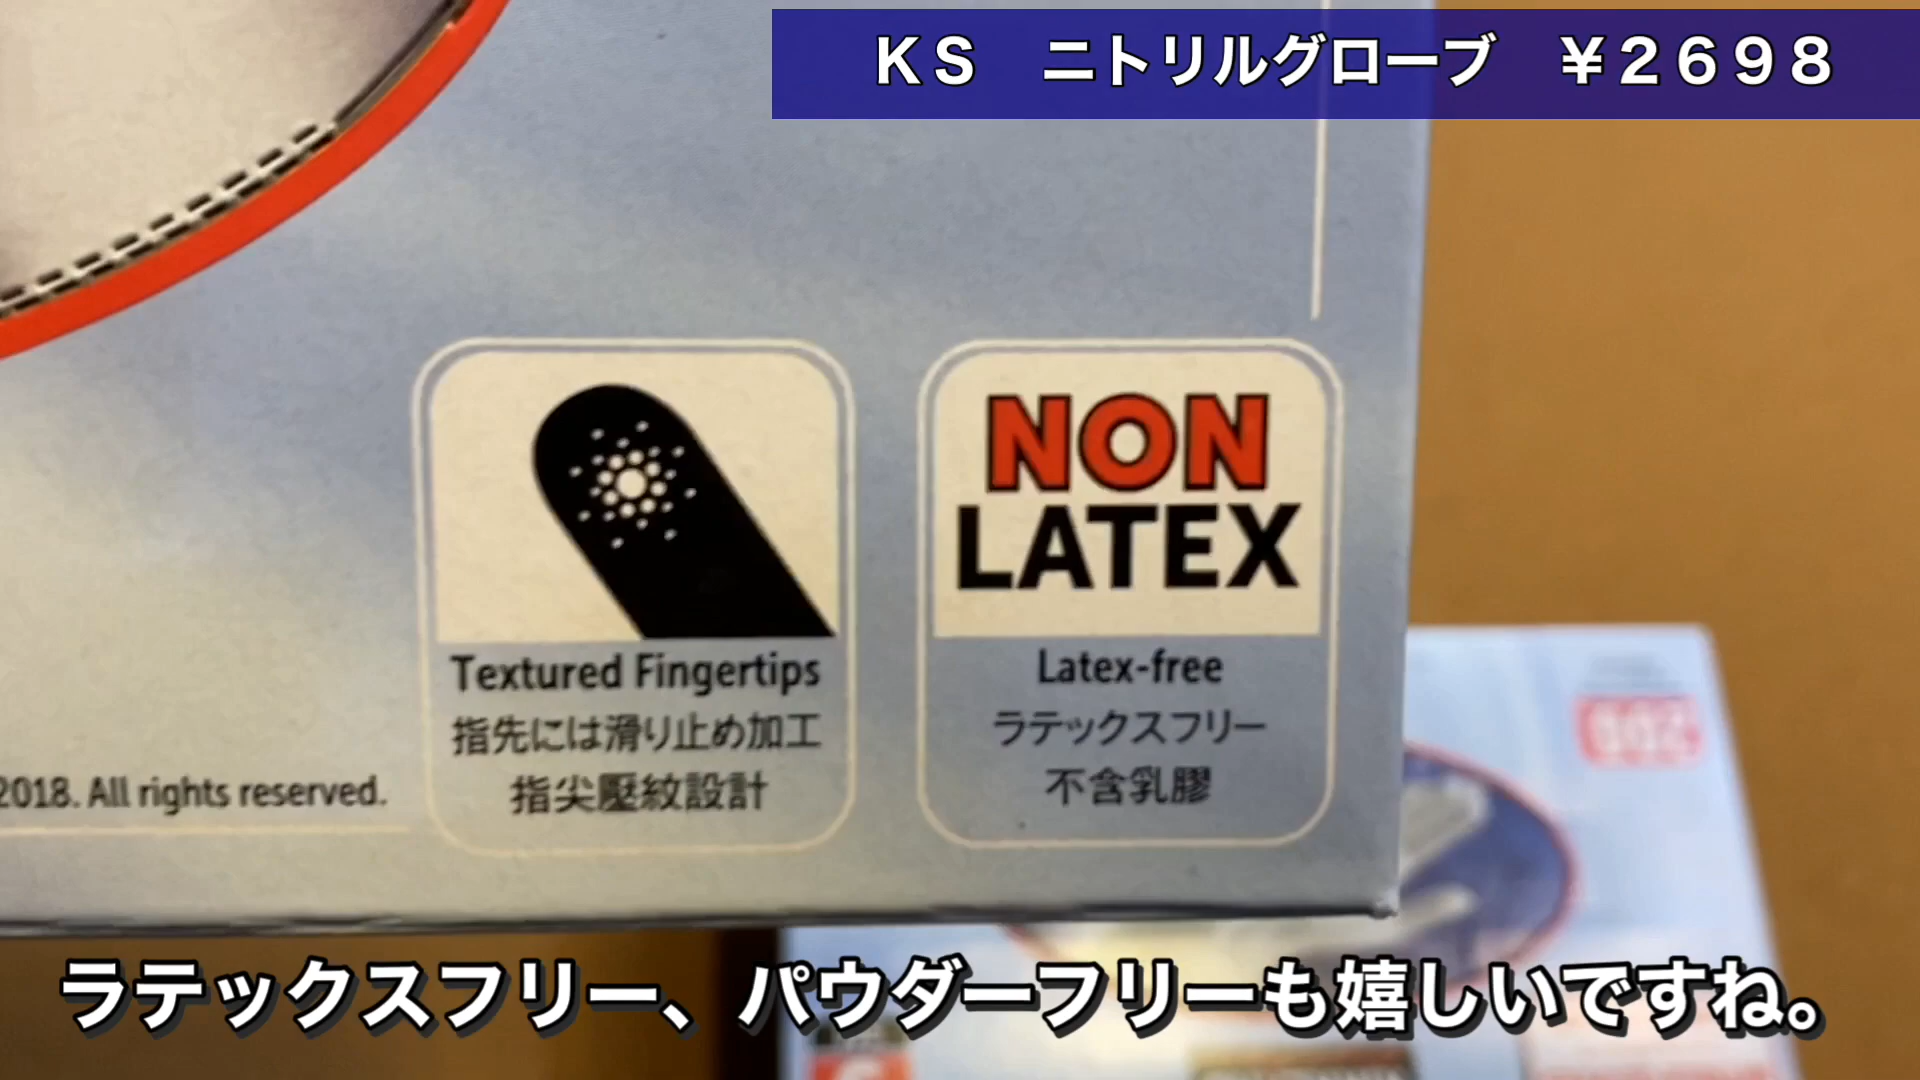 ＫＳ　ニトリルグローブ　￥２６９８
NON
LATEX
Textured Fingertips
指先には滑り止め加工
指尖壓紋設計
Latex-free
ラテックスフリー
不含乳膠
2018. All rights reserved.
ラテックスフリー、パウダーフリーも嬉しいですね。